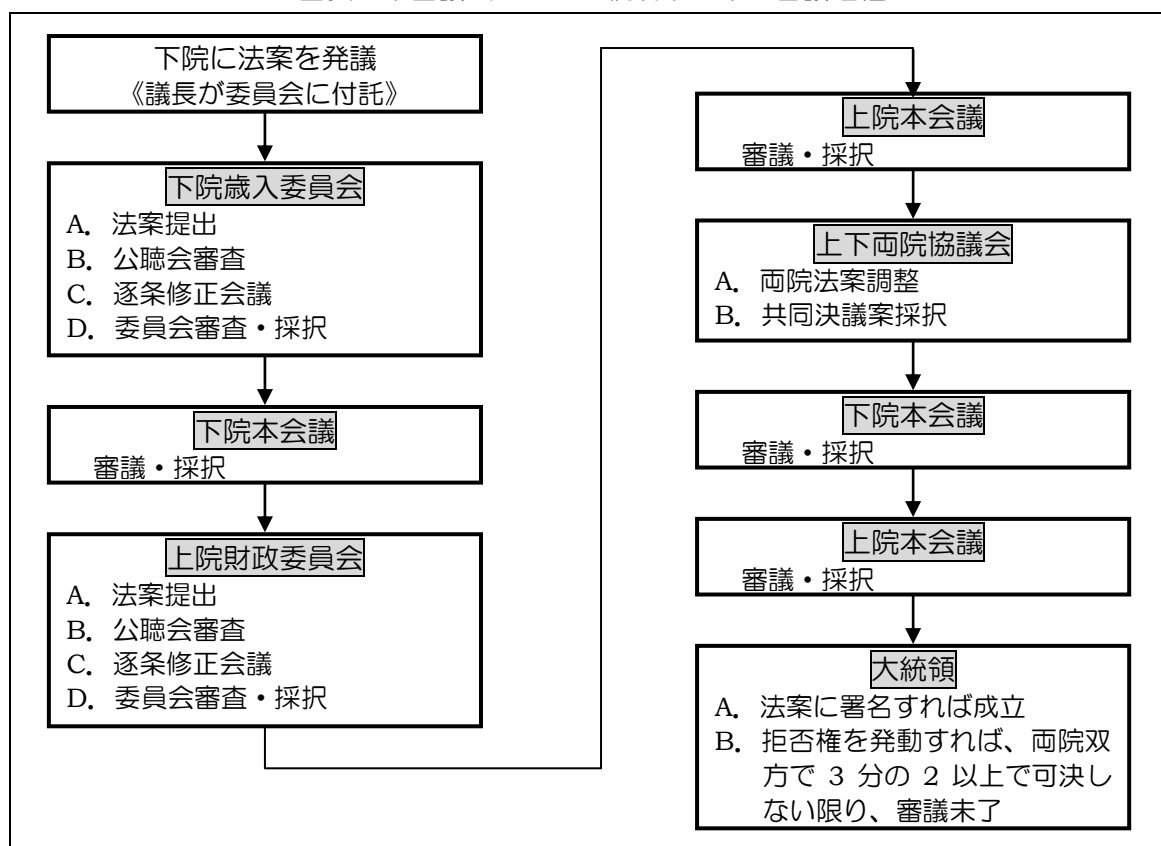 下院に法案を発議
《議長が委員会に付託》
下院歳入委員会
A. 法案提出
B. 公聴会審査
C. 逐条修正会議
D. 委員会審査・採択
下院本会議
審議・採択
上院財政委員会
A. 法案提出
B. 公聴会審査
C. 逐条修正会議
D. 委員会審査・採択
上院本会議
審議・採択
上下両院協議会
A. 両院法案調整
B. 共同決議案採択
下院本会議
審議・採択
上院本会議
審議・採択
大統領
A. 法案に署名すれば成立
B. 拒否権を発動すれば、両院双
方で 3 分の 2 以上で可決し
ない限り、審議未了